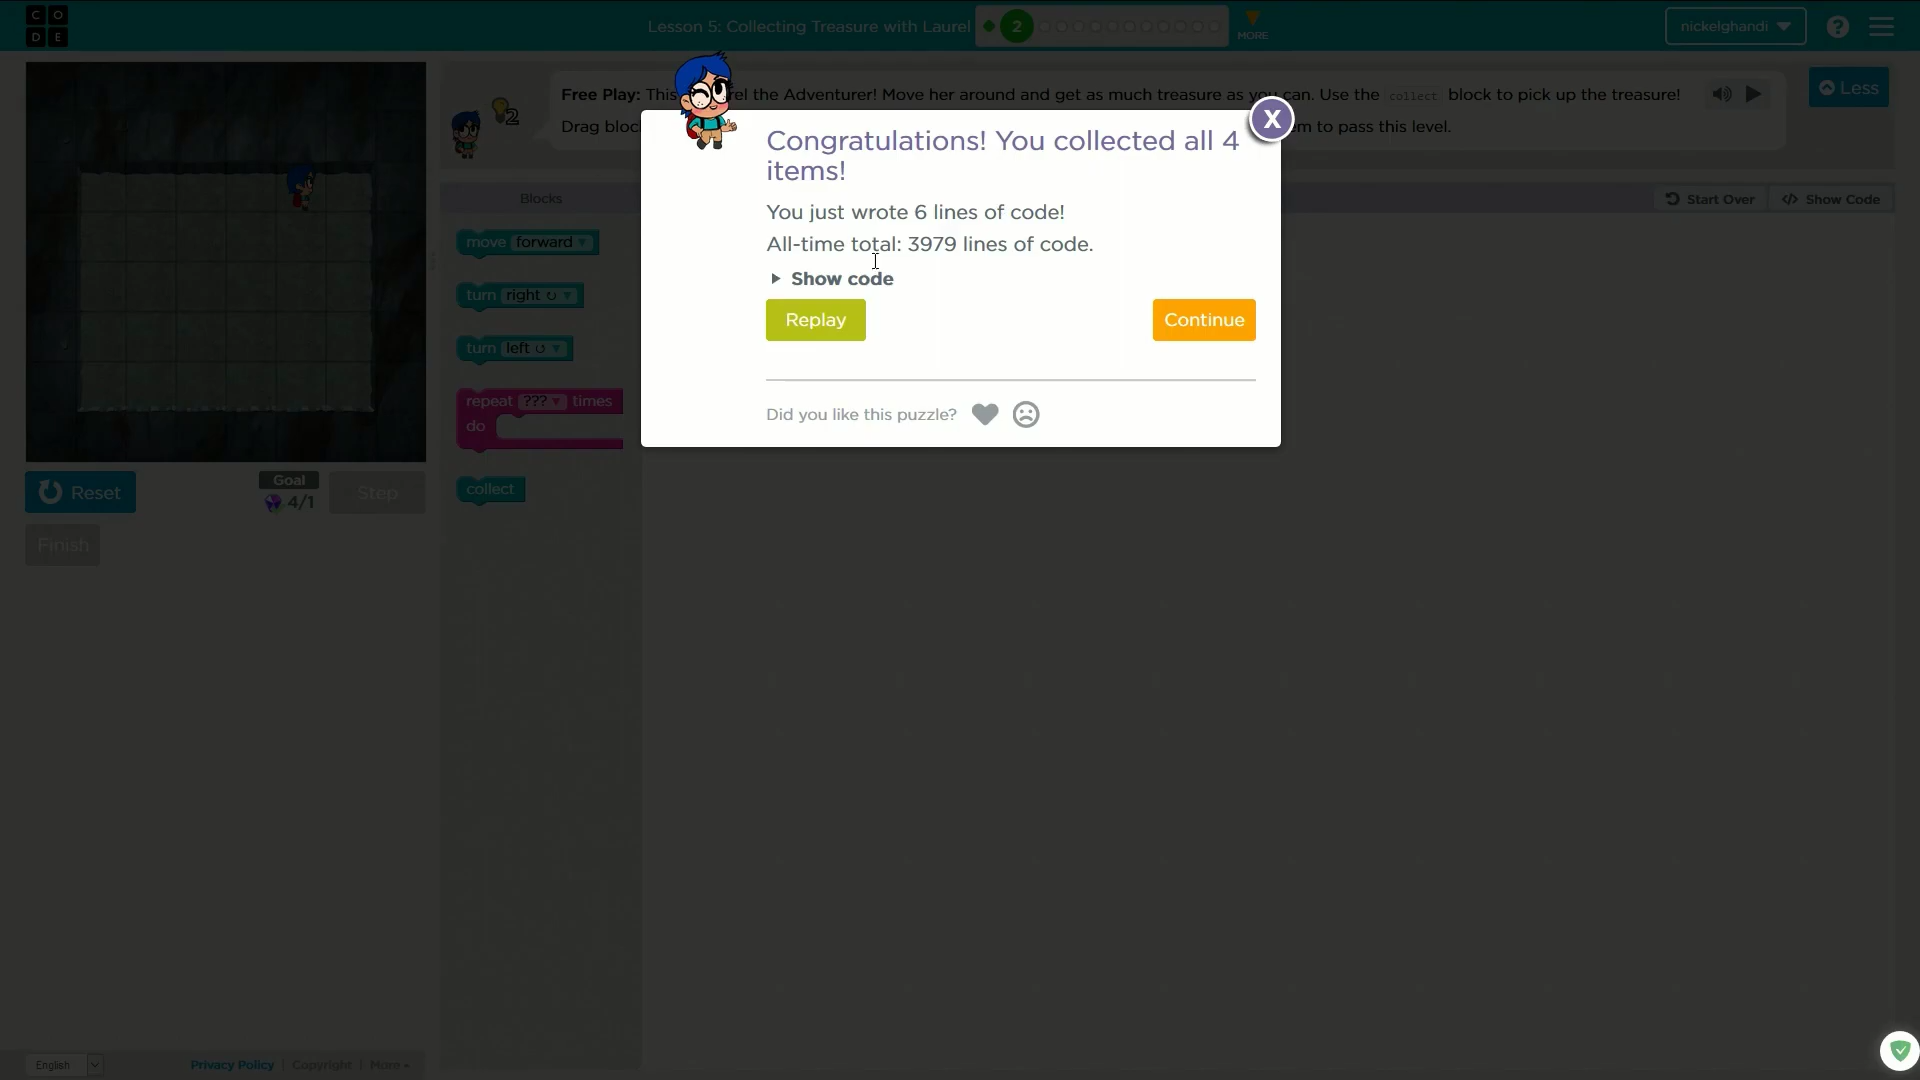 C O
D E
Lesson 5: Collecting Treasure with Laurel
2
MORE
nickelghandi
?
2
Free Play: This
rel the Adventurer! Move her around and get as much treasure as you can. Use the collect block to pick up the treasure!
Drag bloc
em to pass this level.
Less
Blocks
Start Over
</> Show Code
move forward
turn right
turn left
repeat ??? times
do
collect
Reset
Goal
4/1
Step
Finish
X
Congratulations! You collected all 4
items!
You just wrote 6 lines of code!
All-time total: 3979 lines of code.
Show code
Replay
Continue
Did you like this puzzle?
English
Privacy Policy | Copyright | More